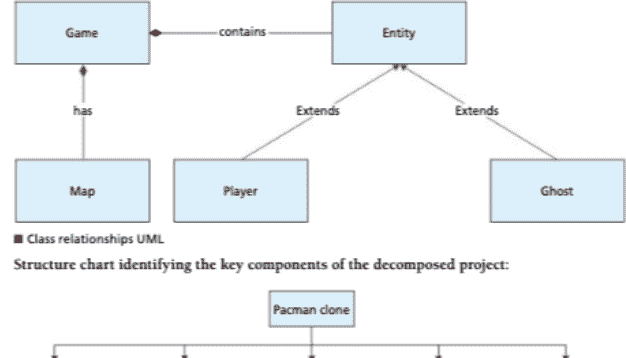 Game
contains
Entity
has
Extends
Extends
Map
Player
Ghost
Class relationships UML
Structure chart identifying the key components of the decomposed project:
Pacman clone